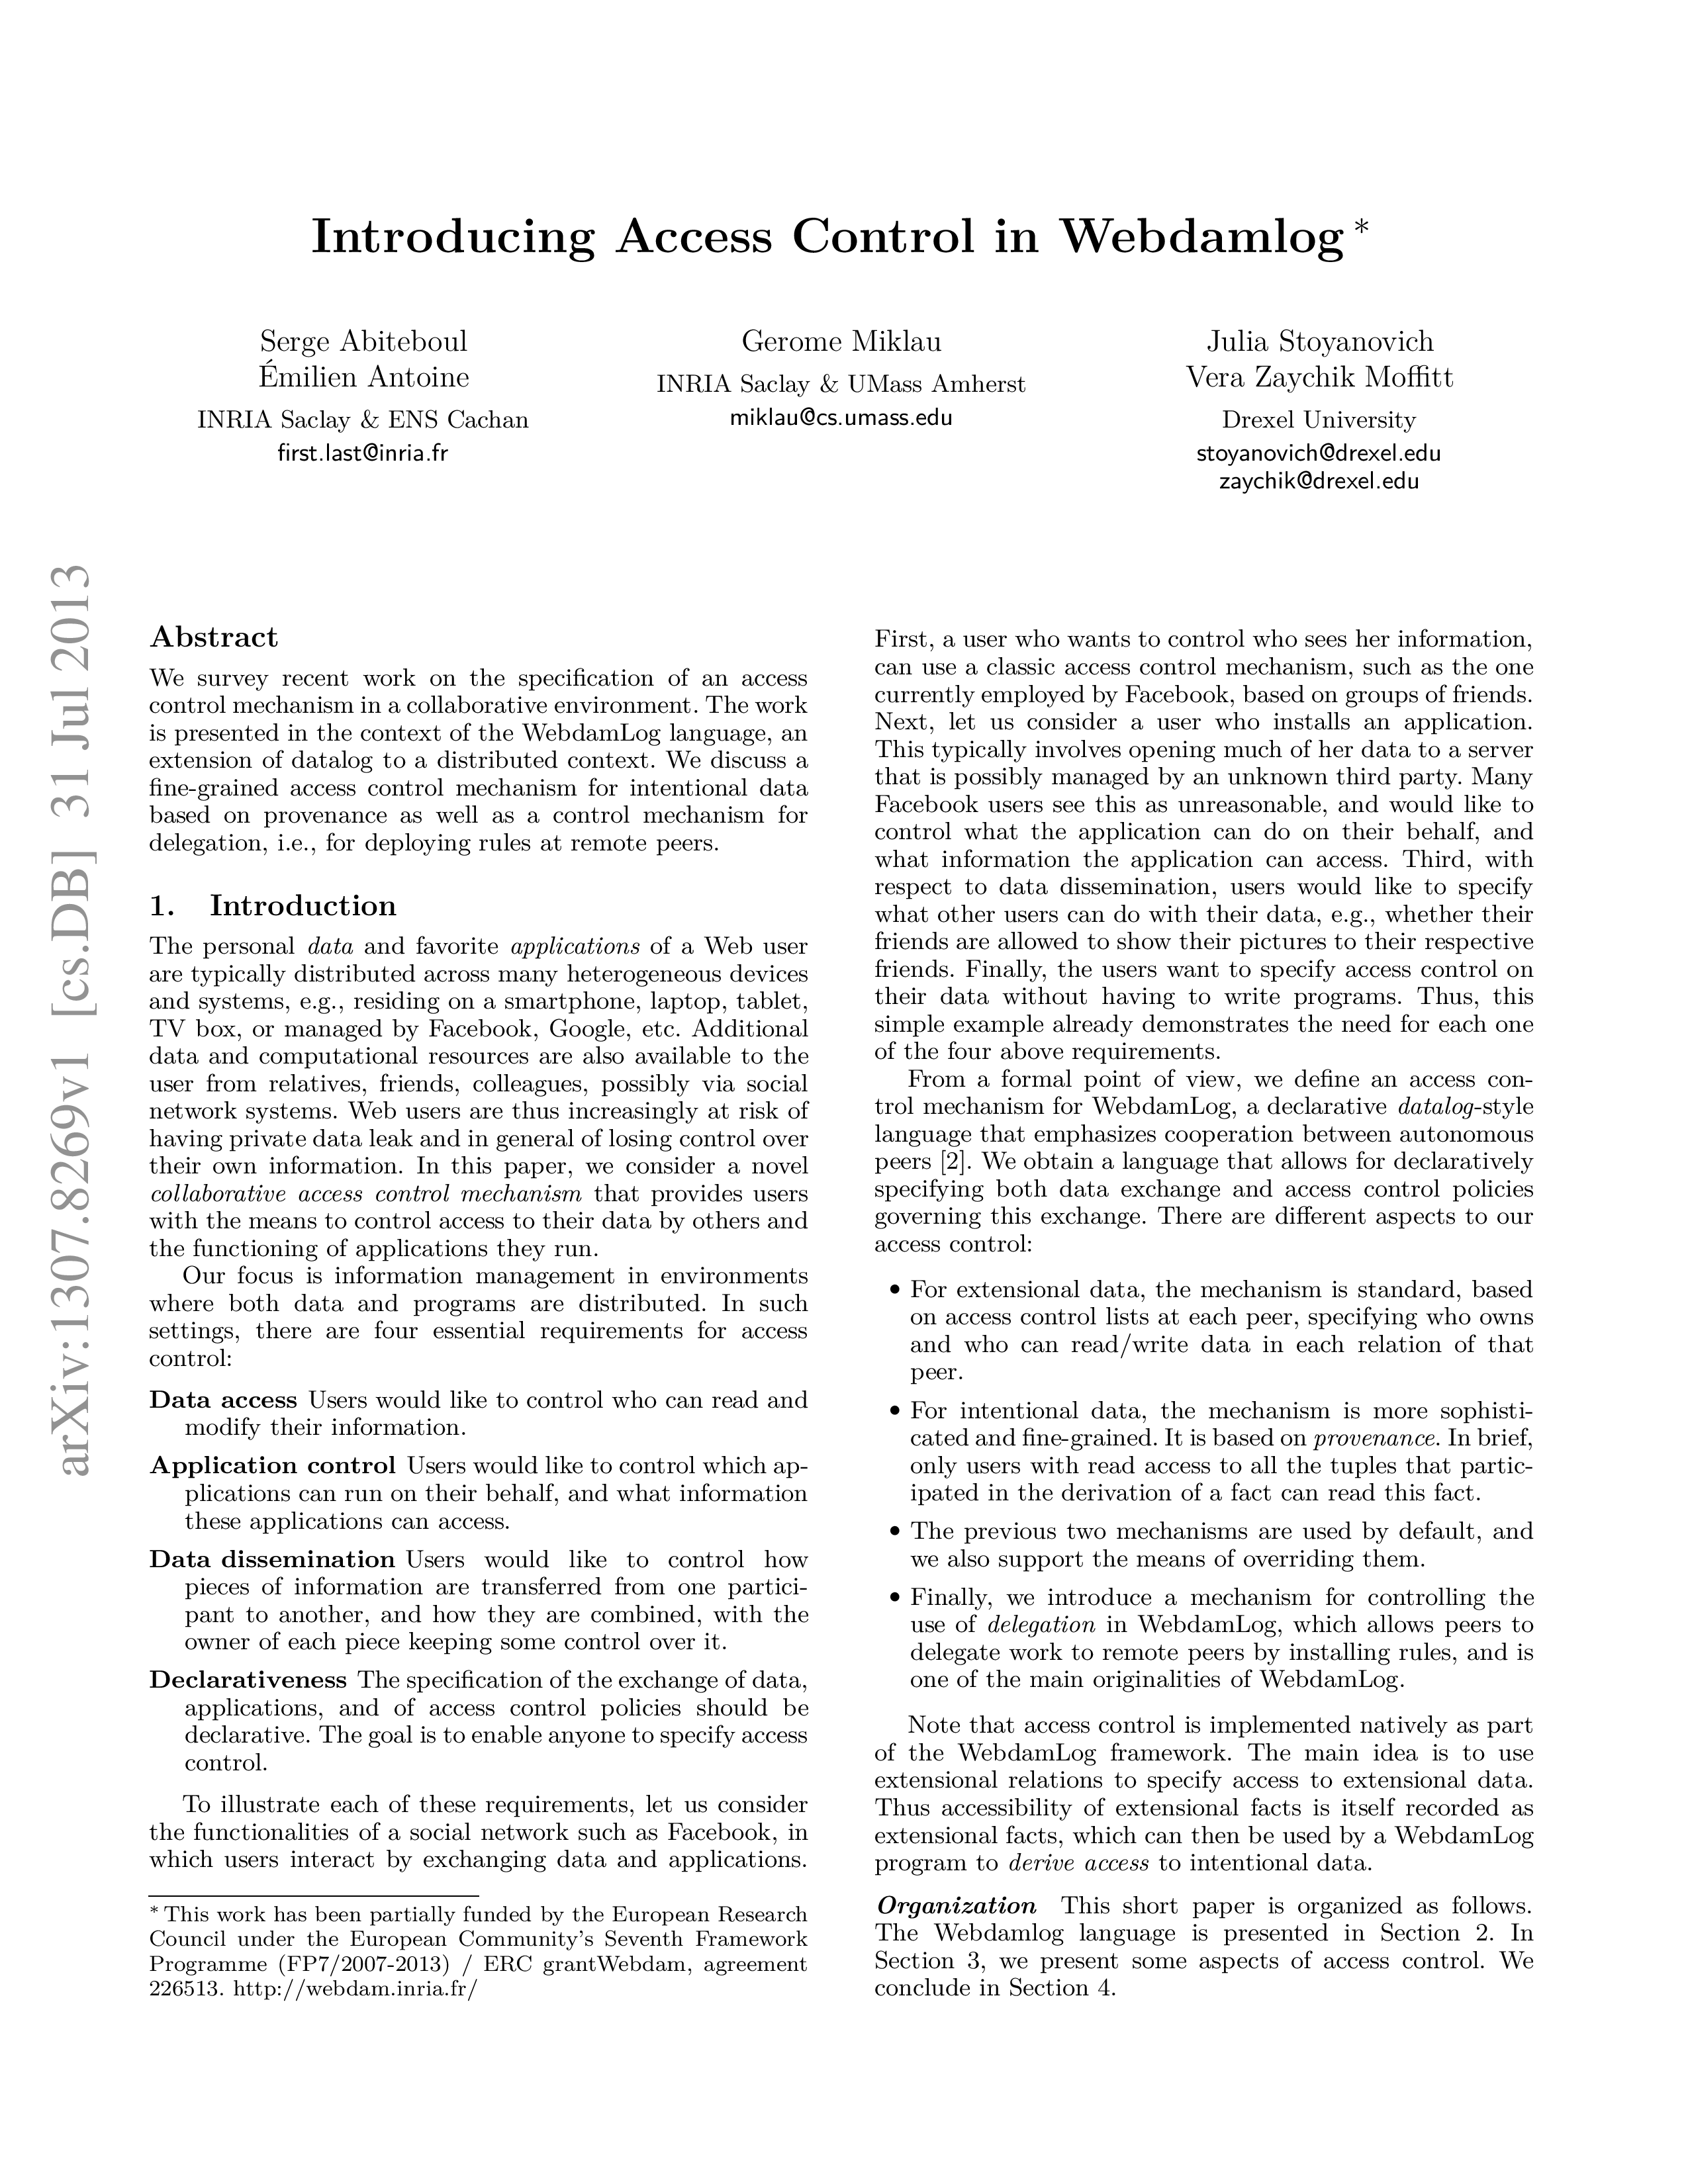 Introducing Access Control in Webdamlog *
Serge Abiteboul
Émilien Antoine
INRIA Saclay & ENS Cachan
first.last@inria.fr
Gerome Miklau
INRIA Saclay & UMass Amherst
miklau@cs.umass.edu
Julia Stoyanovich
Vera Zaychik Moffitt
Drexel University
stoyanovich@drexel.edu
zaychik@drexel.edu
arXiv:1307.8269v1 [cs.DB] 31 Jul 2013
Abstract
We survey recent work on the specification of an access
control mechanism in a collaborative environment. The work
is presented in the context of the WebdamLog language, an
extension of datalog to a distributed context. We discuss a
fine-grained access control mechanism for intentional data
based on provenance as well as a control mechanism for
delegation, i.e., for deploying rules at remote peers.
1. Introduction
The personal data and favorite applications of a Web user
are typically distributed across many heterogeneous devices
and systems, e.g., residing on a smartphone, laptop, tablet,
TV box, or managed by Facebook, Google, etc. Additional
data and computational resources are also available to the
user from relatives, friends, colleagues, possibly via social
network systems. Web users are thus increasingly at risk of
having private data leak and in general of losing control over
their own information. In this paper, we consider a novel
collaborative access control mechanism that provides users
with the means to control access to their data by others and
the functioning of applications they run.
Our focus is information management in environments
where both data and programs are distributed. In such
settings, there are four essential requirements for access
control:
Data access Users would like to control who can read and
modify their information.
Application control Users would like to control which ap-
plications can run on their behalf, and what information
these applications can access.
Data dissemination Users would like to control how
pieces of information are transferred from one partici-
pant to another, and how they are combined, with the
owner of each piece keeping some control over it.
Declarativeness The specification of the exchange of data,
applications, and of access control policies should be
declarative. The goal is to enable anyone to specify access
control.
To illustrate each of these requirements, let us consider
the functionalities of a social network such as Facebook, in
which users interact by exchanging data and applications.
* This work has been partially funded by the European Research
Council under the European Community's Seventh Framework
Programme (FP7/2007-2013) / ERC grantWebdam, agreement
226513. http://webdam.inria.fr/
First, a user who wants to control who sees her information,
can use a classic access control mechanism, such as the one
currently employed by Facebook, based on groups of friends.
Next, let us consider a user who installs an application.
This typically involves opening much of her data to a server
that is possibly managed by an unknown third party. Many
Facebook users see this as unreasonable, and would like to
control what the application can do on their behalf, and
what information the application can access. Third, with
respect to data dissemination, users would like to specify
what other users can do with their data, e.g., whether their
friends are allowed to show their pictures to their respective
friends. Finally, the users want to specify access control on
their data without having to write programs. Thus, this
simple example already demonstrates the need for each one
of the four above requirements.
From a formal point of view, we define an access con-
trol mechanism for WebdamLog, a declarative datalog-style
language that emphasizes cooperation between autonomous
peers [2]. We obtain a language that allows for declaratively
specifying both data exchange and access control policies
governing this exchange. There are different aspects to our
access control:
• For extensional data, the mechanism is standard, based
on access control lists at each peer, specifying who owns
and who can read/write data in each relation of that
peer.
• For intentional data, the mechanism is more sophisti-
cated and fine-grained. It is based on provenance. In brief,
only users with read access to all the tuples that partic-
ipated in the derivation of a fact can read this fact.
• The previous two mechanisms are used by default, and
we also support the means of overriding them.
• Finally, we introduce a mechanism for controlling the
use of delegation in WebdamLog, which allows peers to
delegate work to remote peers by installing rules, and is
one of the main originalities of WebdamLog.
Note that access control is implemented natively as part
of the WebdamLog framework. The main idea is to use
extensional relations to specify access to extensional data.
Thus accessibility of extensional facts is itself recorded as
extensional facts, which can then be used by a WebdamLog
program to derive access to intentional data.
Organization This short paper is organized as follows.
The Webdamlog language is presented in Section 2. In
Section 3, we present some aspects of access control. We
conclude in Section 4.